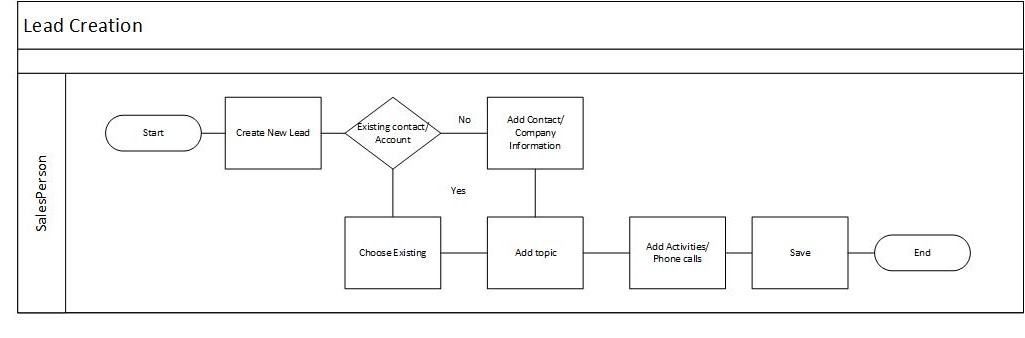 Lead Creation
SalesPerson
Start
Create New Lead
Existing contact/
Account
No
Add Contact/
Company
Information
Yes
Choose Existing
Add topic
Add Activities/
Phone calls
Save
End